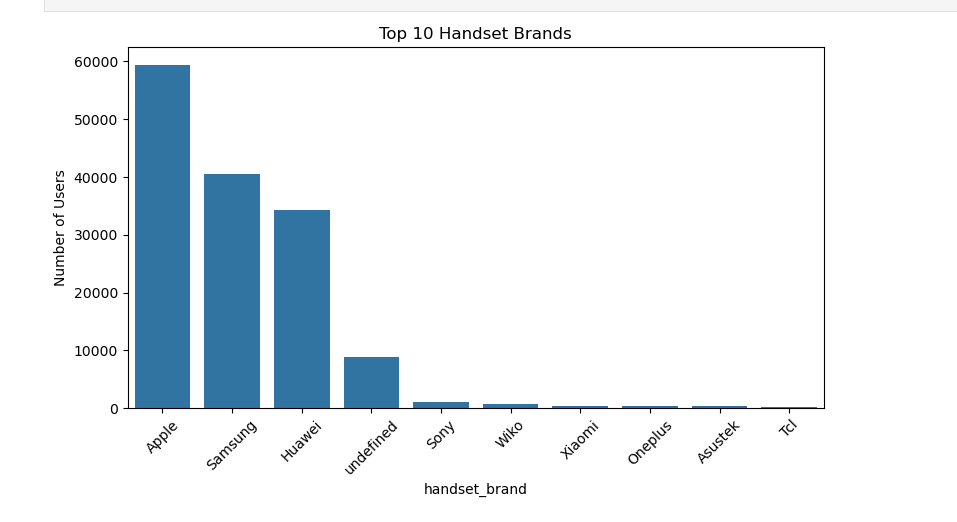 Top 10 Handset Brands
60000
50000
40000
30000
20000
10000
0
Number of Users
Apple
Samsung
Huawei
undefined
Sony
Wiko
Xiaomi
Oneplus
Asustek
Tcl
handset_brand